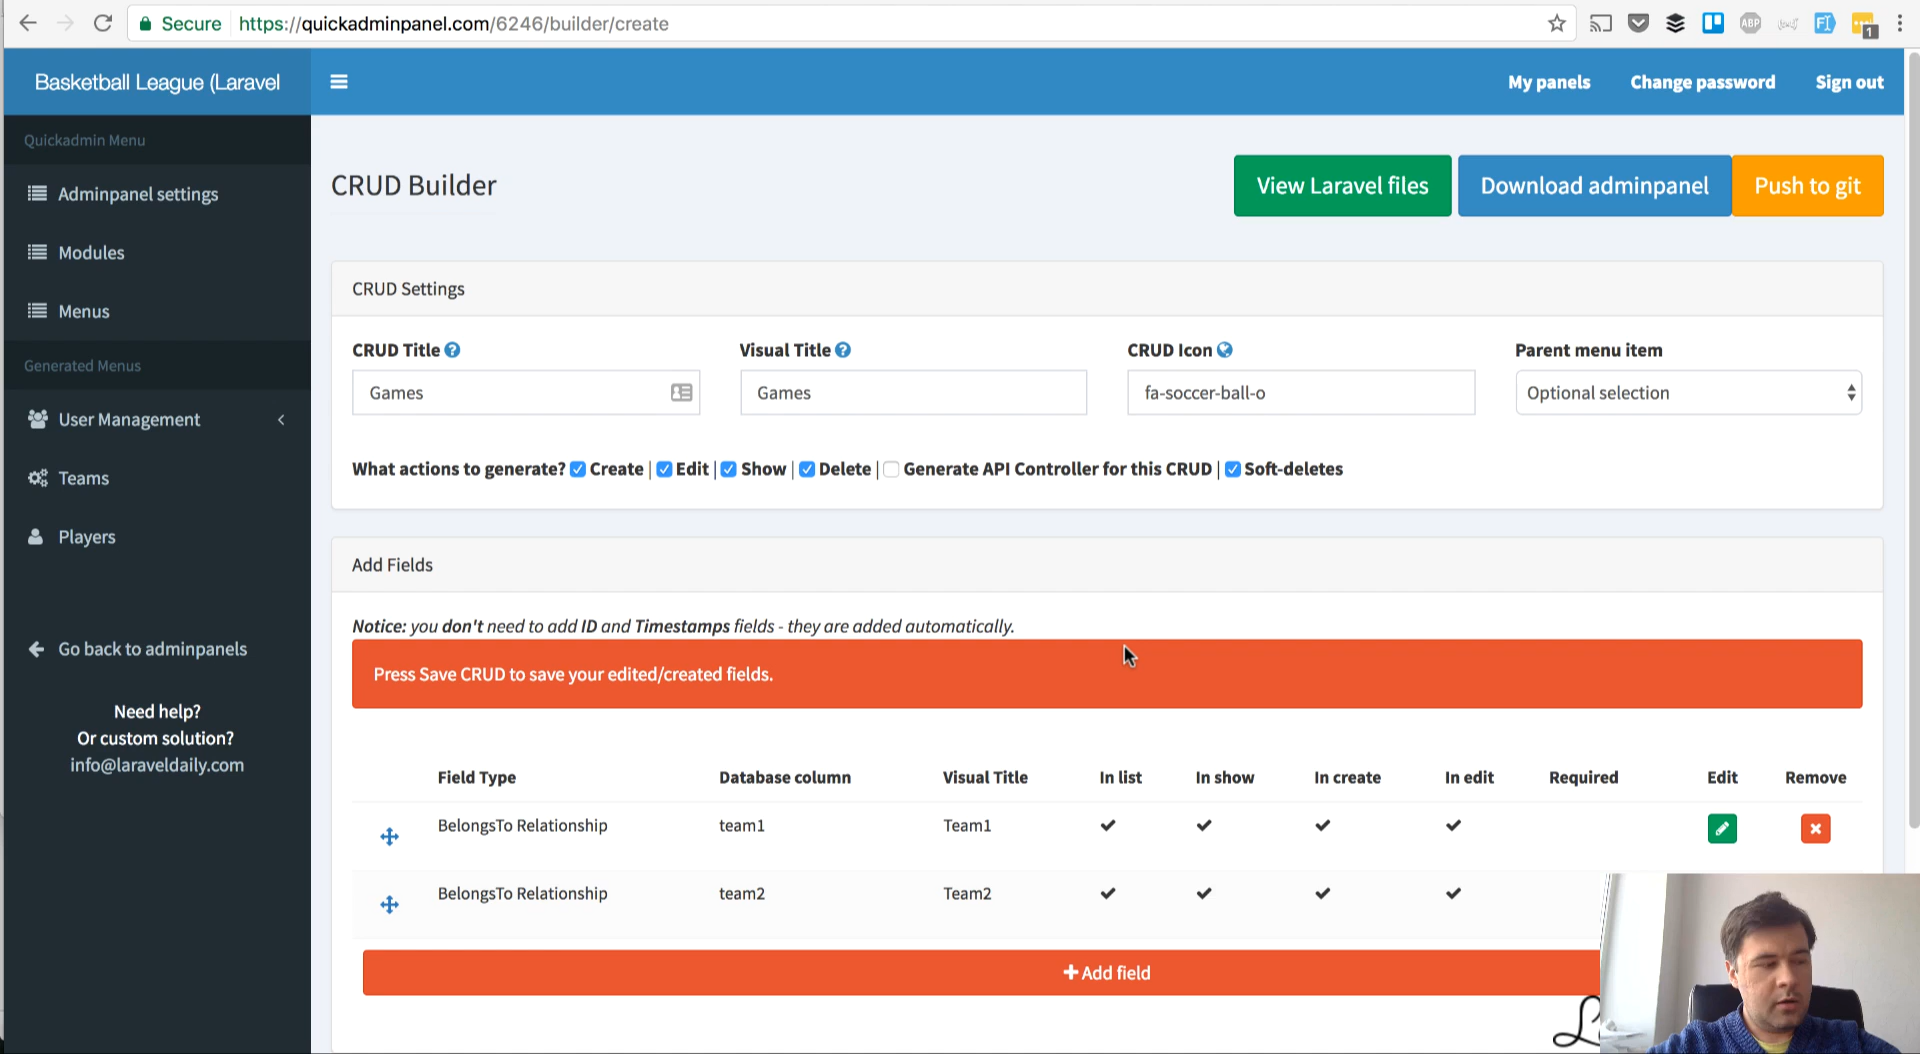 Secure https://quickadminpanel.com/6246/builder/create
ABP
1
Basketball League (Laravel
My panels Change password Sign out
Quickadmin Menu
Adminpanel settings
Modules
Menus
Generated Menus
User Management
Teams
Players
Go back to adminpanels
Need help?
Or custom solution?
info@laraveldaily.com
CRUD Builder
View Laravel files Download adminpanel Push to git
CRUD Settings
CRUD Title Visual Title CRUD Icon Parent menu item
Games Games fa-soccer-ball-o Optional selection
What actions to generate? Create | Edit | Show | Delete | Generate API Controller for this CRUD | Soft-deletes
Add Fields
Notice: you don't need to add ID and Timestamps fields - they are added automatically.
Press Save CRUD to save your edited/created fields.
Field Type Database column Visual Title In list In show In create In edit Required Edit Remove
BelongsTo Relationship team1 Team1
BelongsTo Relationship team2 Team2
Add field